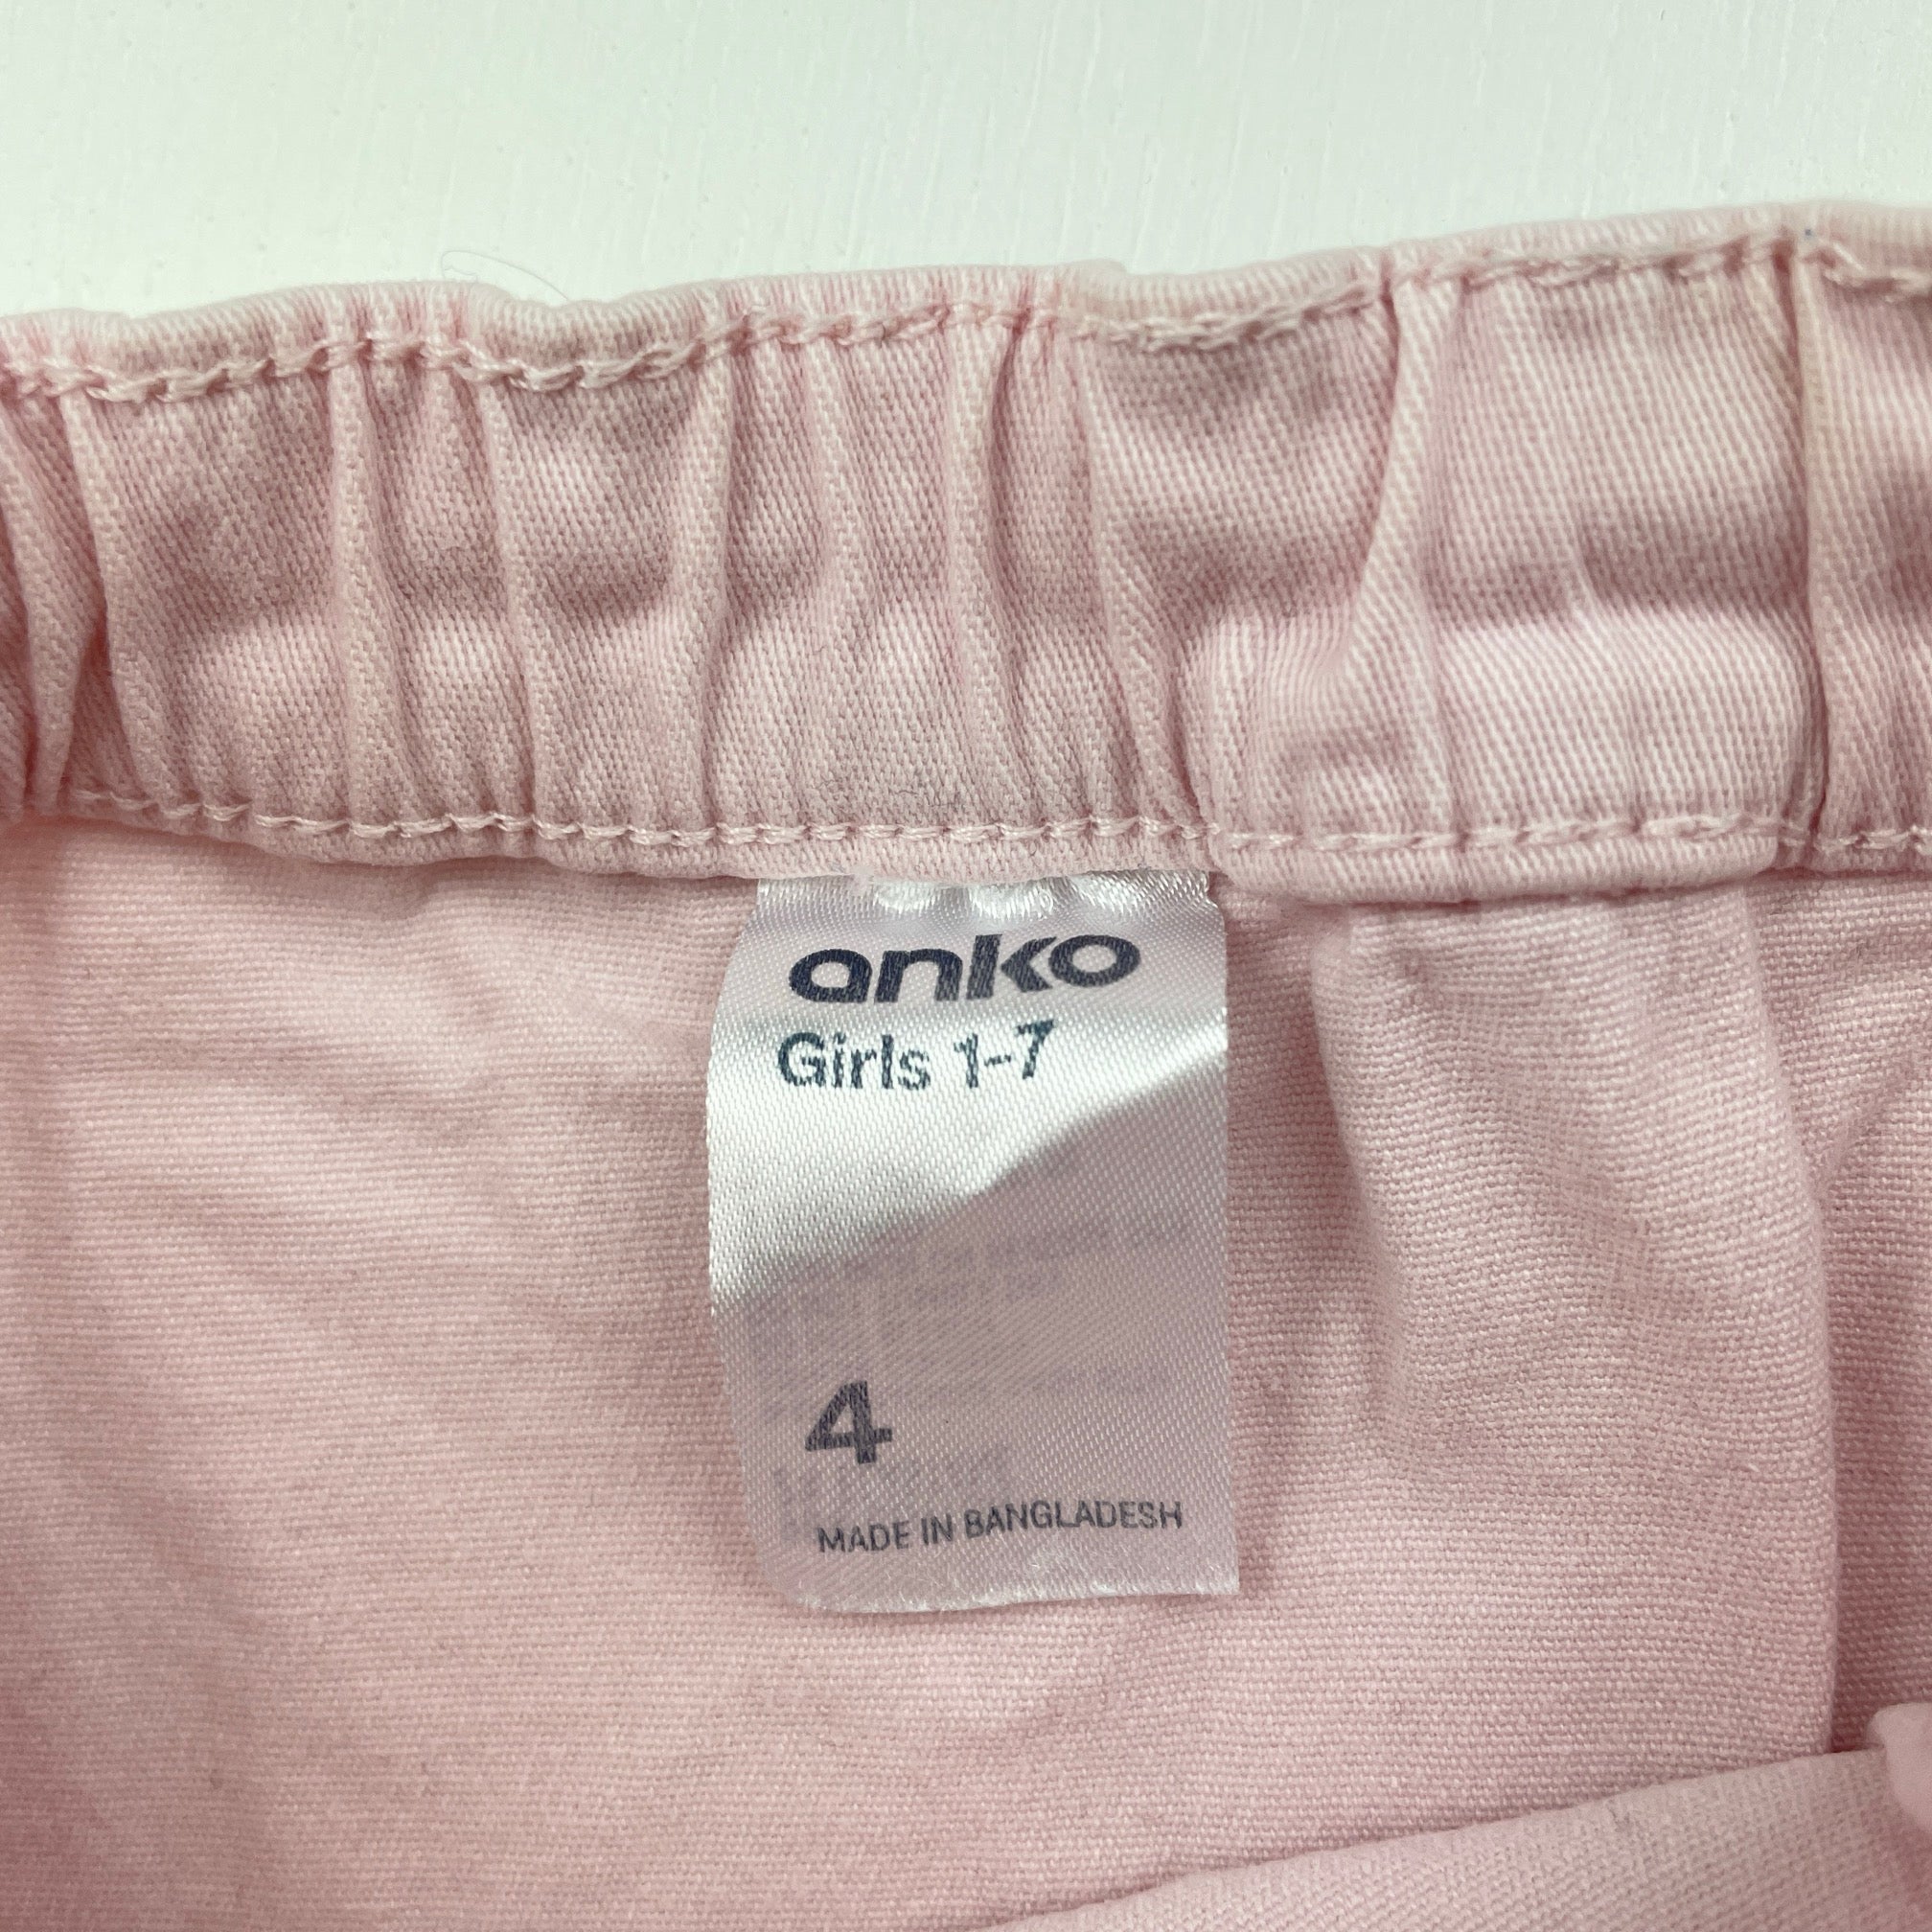 anko
Girls 1-7
4
MADE IN BANGLADESH